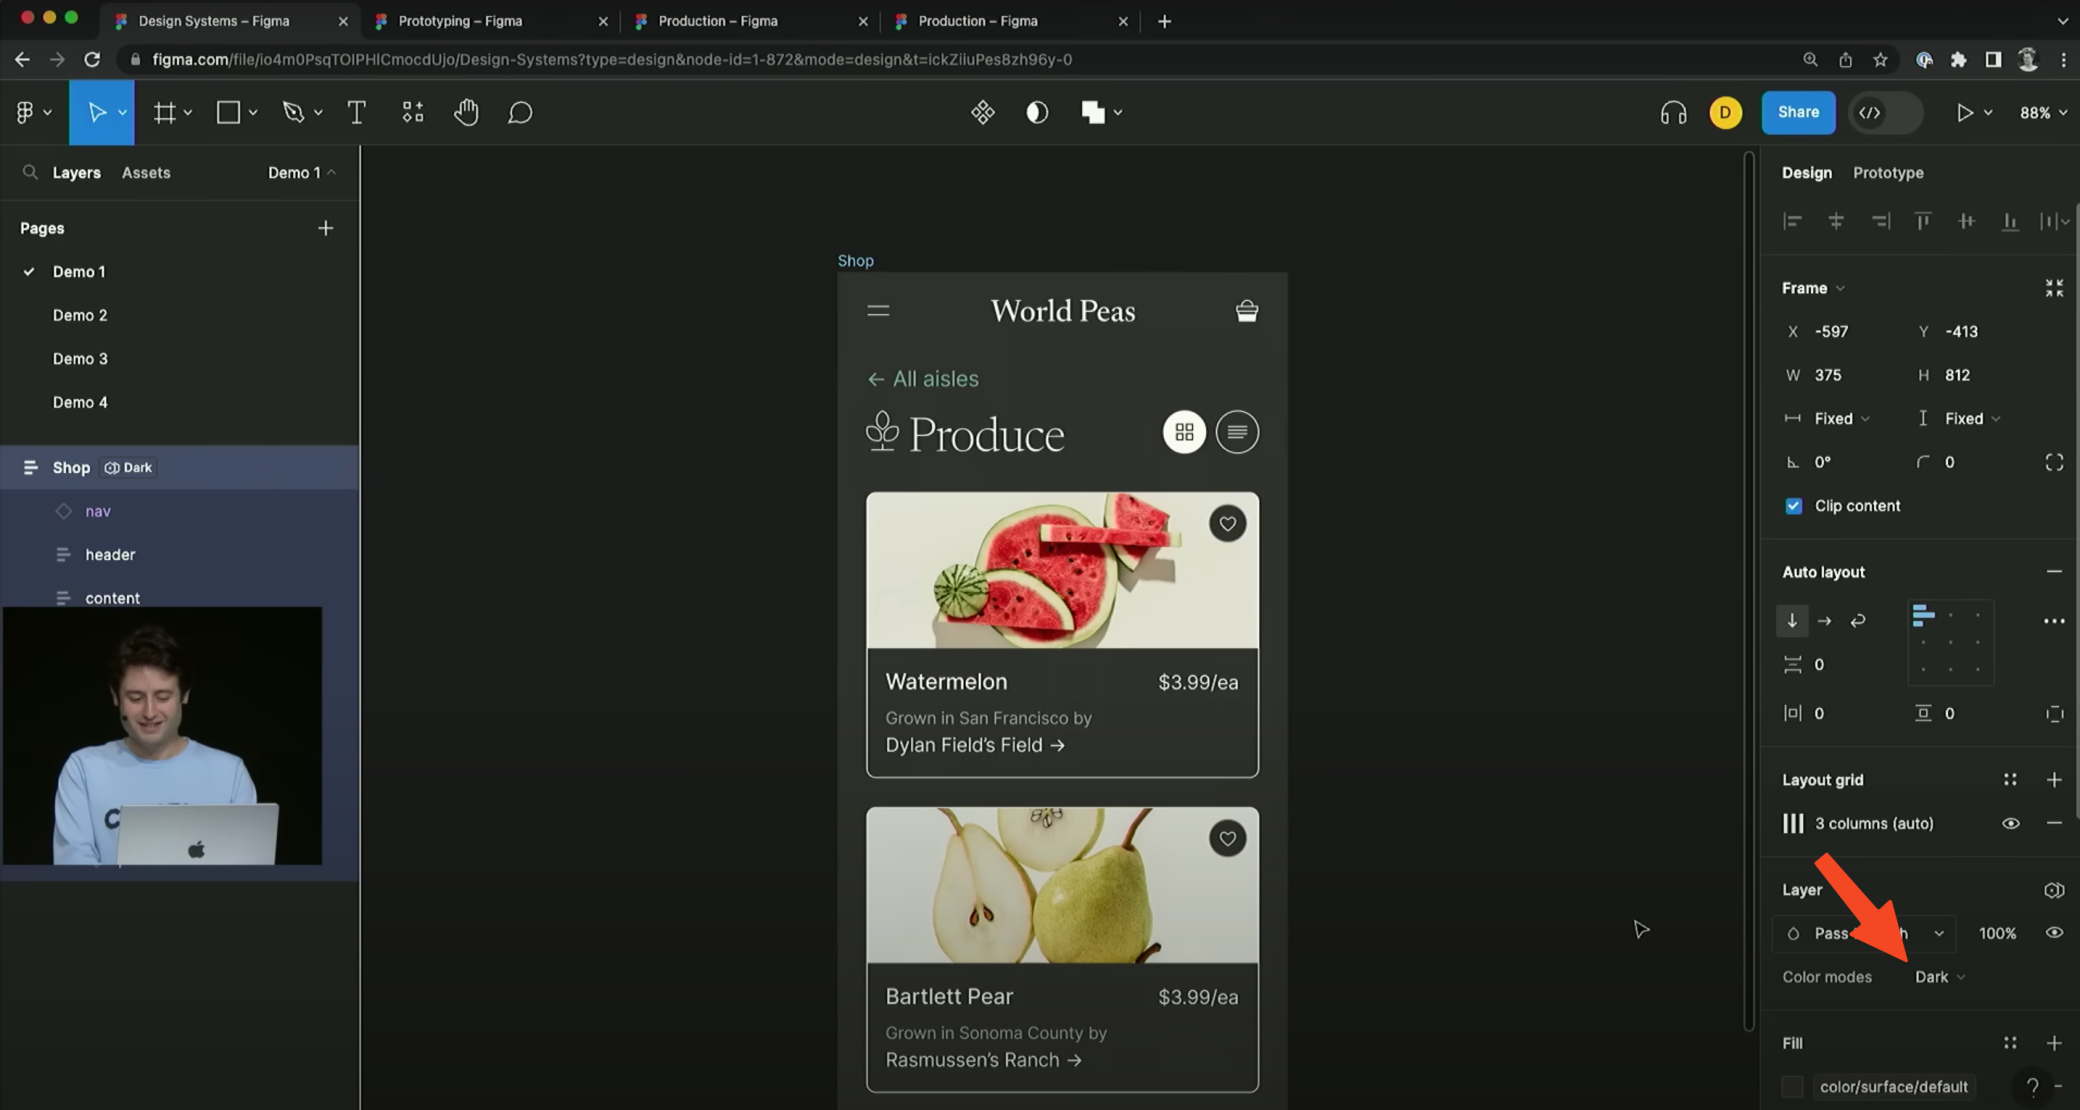 Design Systems – Figma
Prototyping – Figma
Production – Figma
Production – Figma
figma.com/file/io4m0PsqTOIPHlCmocdUjo/Design-Systems?type=design&node-id=1-872&mode=design&t=ickZiiuPes8zh96y-0
D
Share
88%
Layers
Assets
Demo 1
Pages
Demo 1
Demo 2
Demo 3
Demo 4
Shop
Dark
nav
header
content
Shop
World Peas
← All aisles
Produce
Watermelon
$3.99/ea
Grown in San Francisco by
Dylan Field’s Field →
Bartlett Pear
$3.99/ea
Grown in Sonoma County by
Rasmussen’s Ranch →
Design
Prototype
Frame
X -597
Y -413
W 375
H 812
Fixed
Fixed
0°
0
Clip content
Auto layout
0
0
0
Layout grid
3 columns (auto)
Layer
100%
Color modes
Dark
Fill
color/surface/default
?